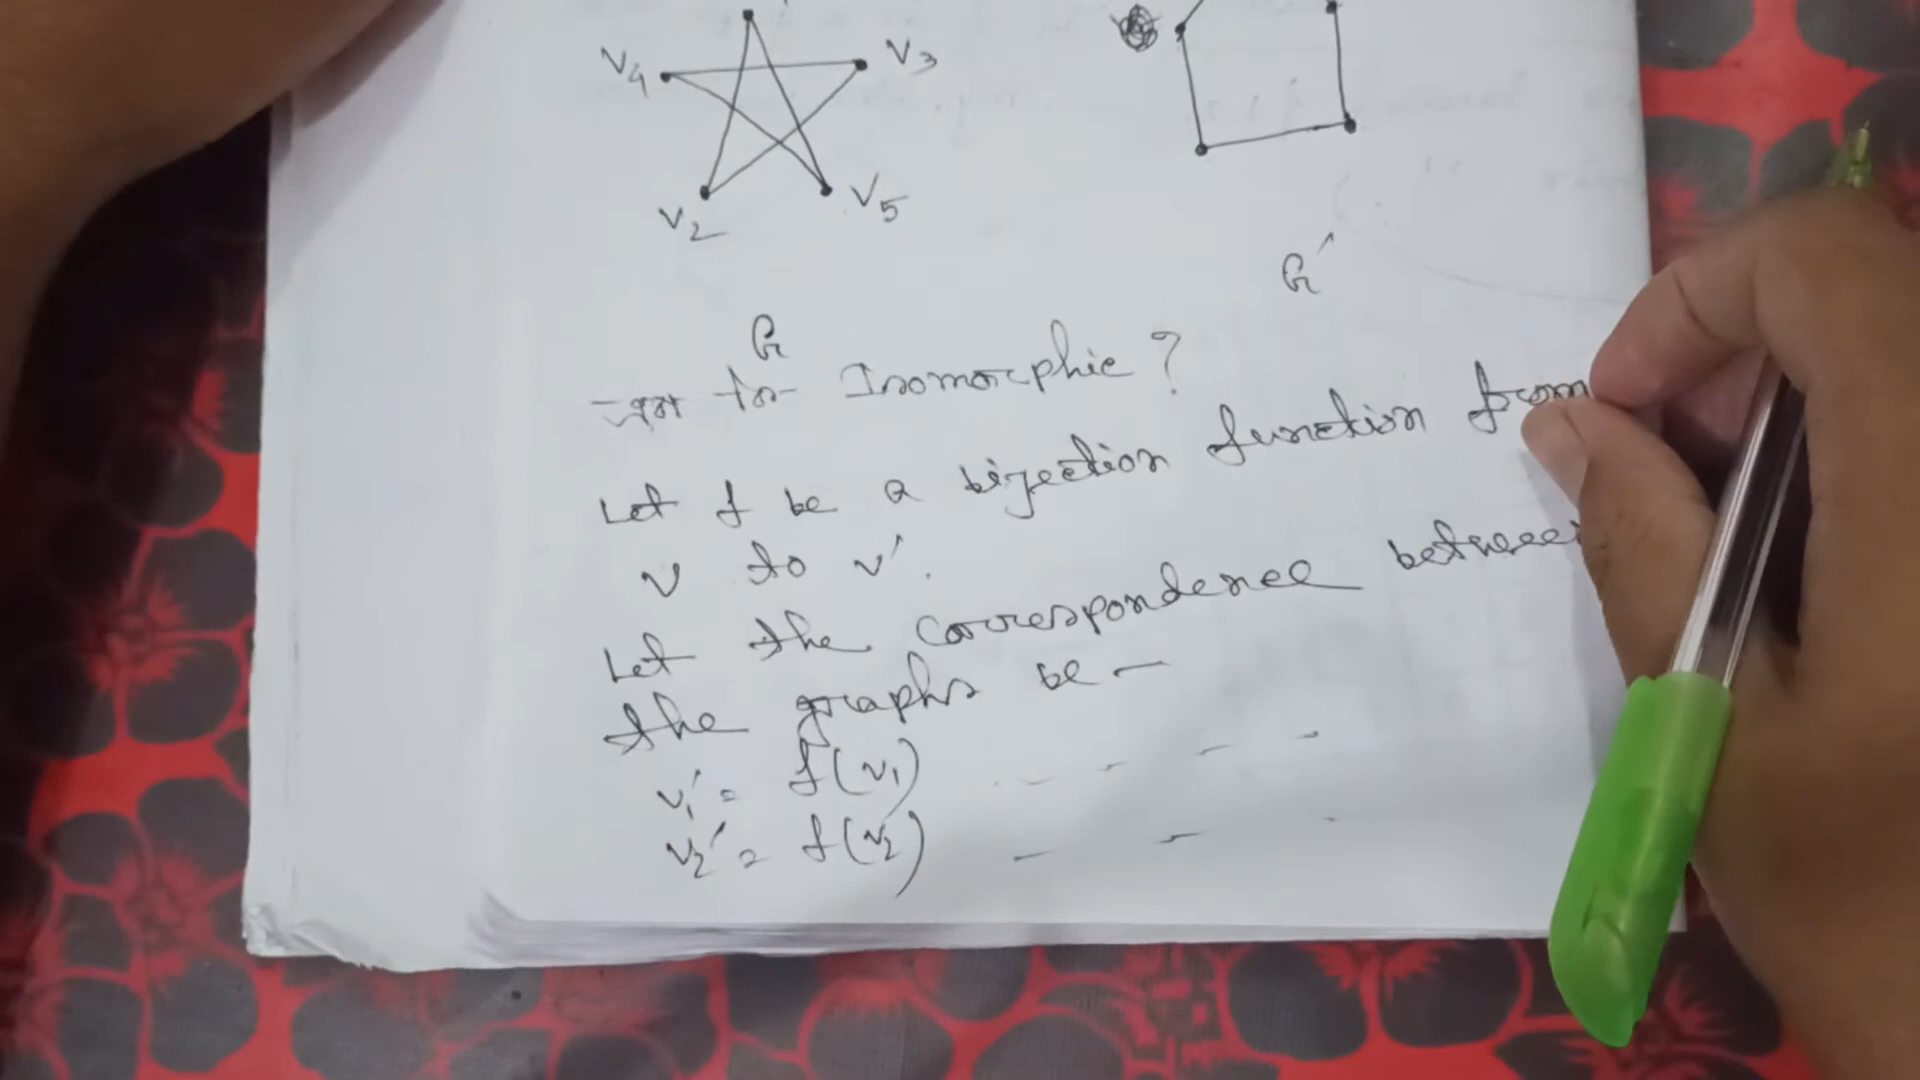 V4 V3
V2 V5
G G′
Isomorphic?
Let f be a bijection function from
V to V′.
Let the correspondence between
the graphs be —
v1′ = f(v1) - - - -
v2′ = f(v2) - - -